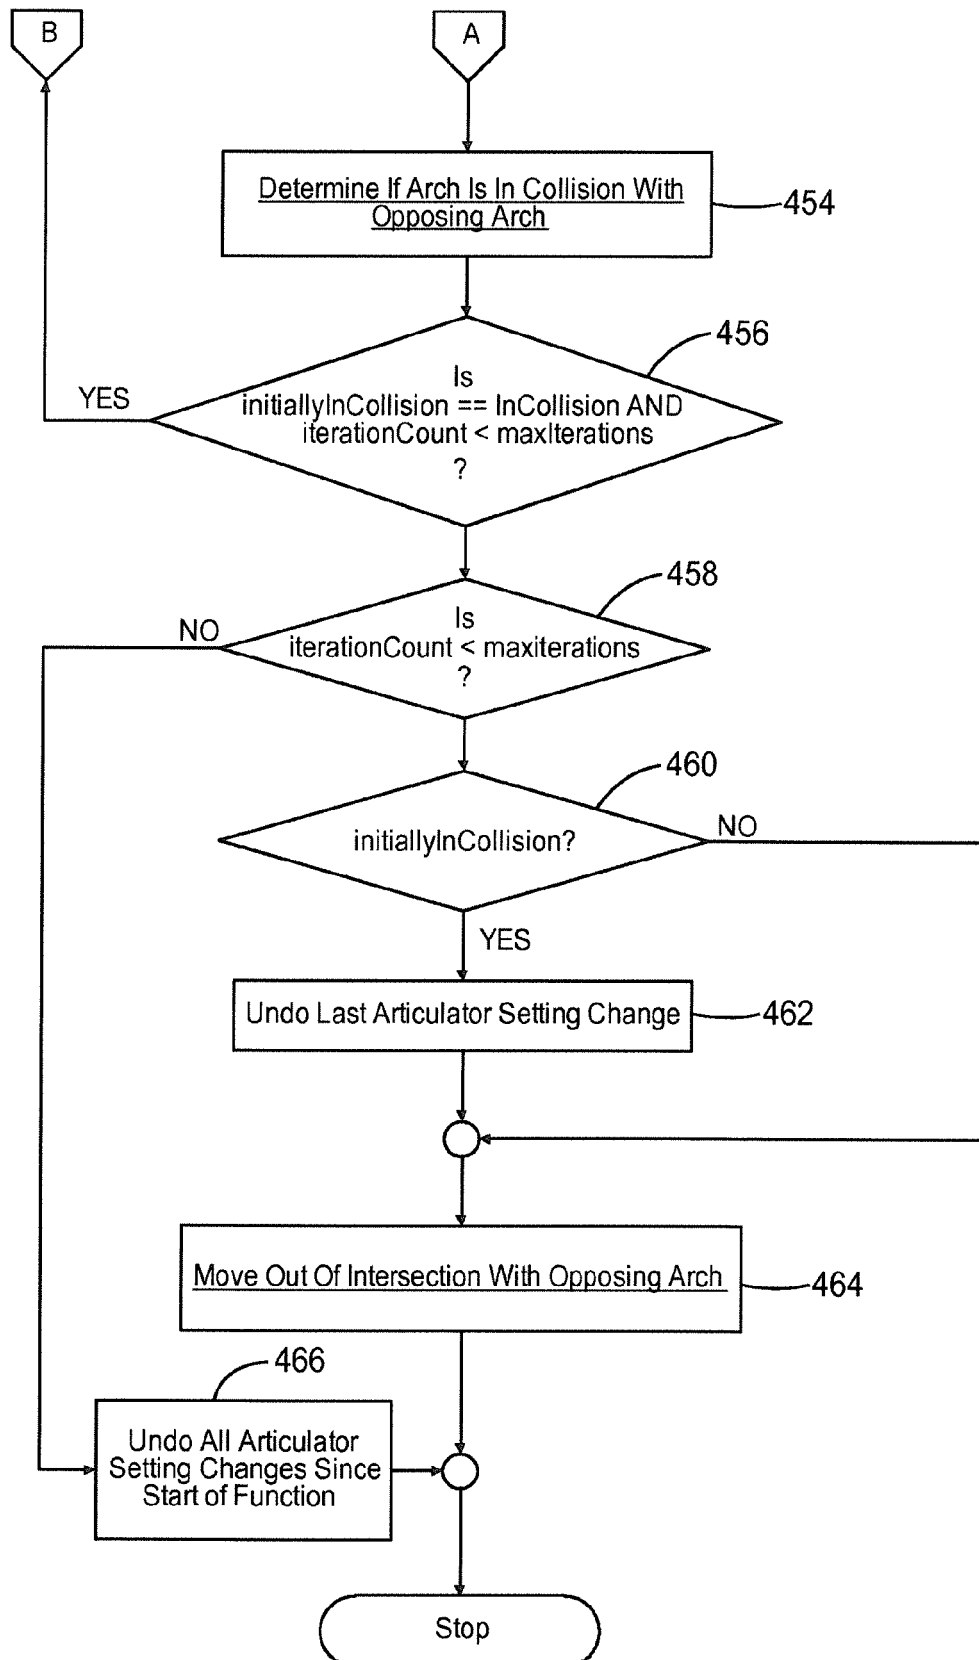 B
A
Determine If Arch Is In Collision With
Opposing Arch
454
456
Is
initiallyInCollision == InCollision AND
iterationCount < maxIterations
?
YES
458
Is
iterationCount < maxiterations
?
NO
460
initiallyInCollision?
NO
YES
Undo Last Articulator Setting Change
462
Move Out Of Intersection With Opposing Arch
464
466
Undo All Articulator
Setting Changes Since
Start of Function
Stop